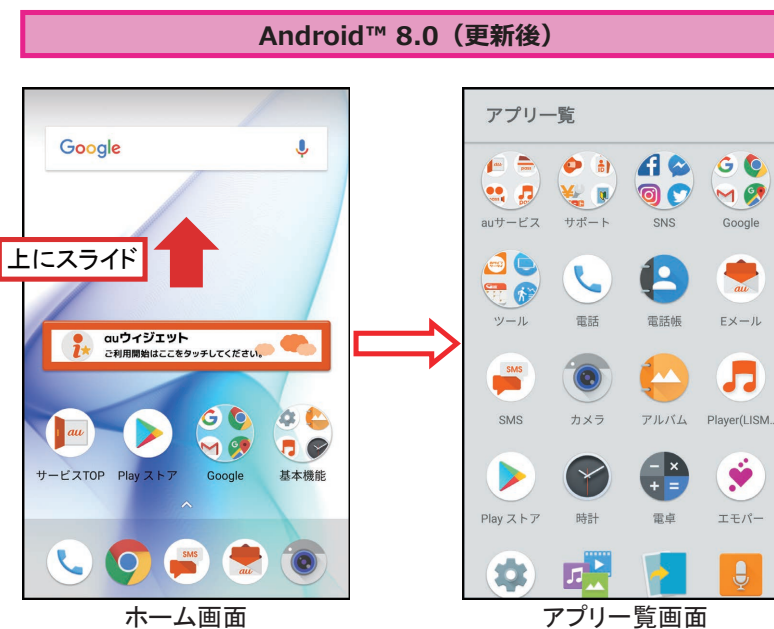 Android™ 8.0（更新後）
Google
上にスライド
auウィジェット
ご利用開始はここをタッチしてください。
au
サービスTOP
Play ストア
Google
基本機能
SMS
au
ホーム画面
アプリ一覧
auサービス
サポート
SNS
Google
ツール
電話
電話帳
au
Eメール
SMS
SMS
カメラ
アルバム
Player(LISM...
Play ストア
時計
電卓
エモパー
アプリ一覧画面